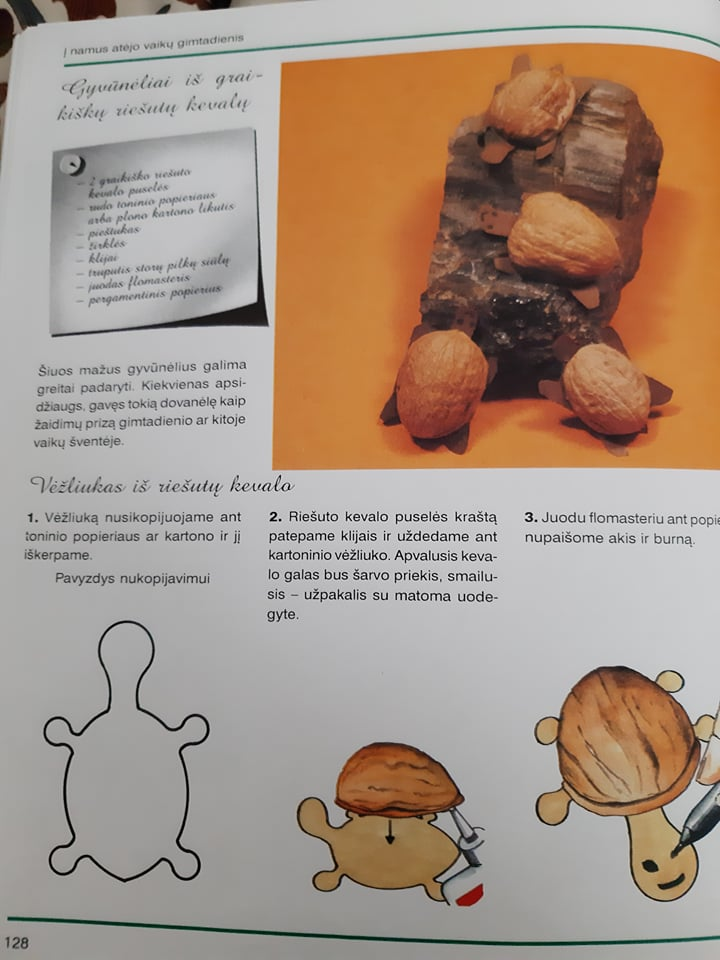 Į namus atėjo vaikų gimtadienis
Gyvūnėliai iš grai-
kiškų riešutų kevalų
– 2 graikiško riešuto
kevalo puselės
– rudo toninio popieriaus
arba plono kartono likutis
– pieštukas
– žirklės
– klijai
– truputis storų pilkų siūlų
– juodas flomasteris
– pergamentinis popierius
Šiuos mažus gyvūnėlius galima
greitai padaryti. Kiekvienas apsi-
džiaugs, gavęs tokią dovanėlę kaip
žaidimų prizą gimtadienio ar kitoje
vaikų šventėje.
Vėžliukas iš riešutų kevalo
1. Vėžliuką nusikopijuojame ant
toninio popieriaus ar kartono ir jį
iškerpame.
Pavyzdys nukopijavimui
2. Riešuto kevalo puselės kraštą
patepame klijais ir uždedame ant
kartoninio vėžliuko. Apvalusis keva-
lo galas bus šarvo priekis, smailu-
sis – užpakalis su matoma uode-
gyte.
3. Juodu flomasteriu ant popie
nupaišome akis ir burną.
128